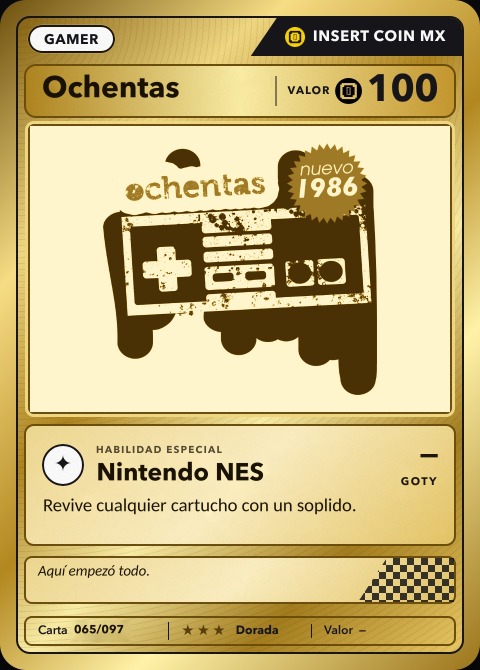 GAMER
INSERT COIN MX
Ochentas
VALOR 100
ochentas
nuevo
1986
HABILIDAD ESPECIAL
Nintendo NES
–
GOTY
Revive cualquier cartucho con un soplido.
Aquí empezó todo.
Carta 065/097
★ ★ ★ Dorada
Valor –